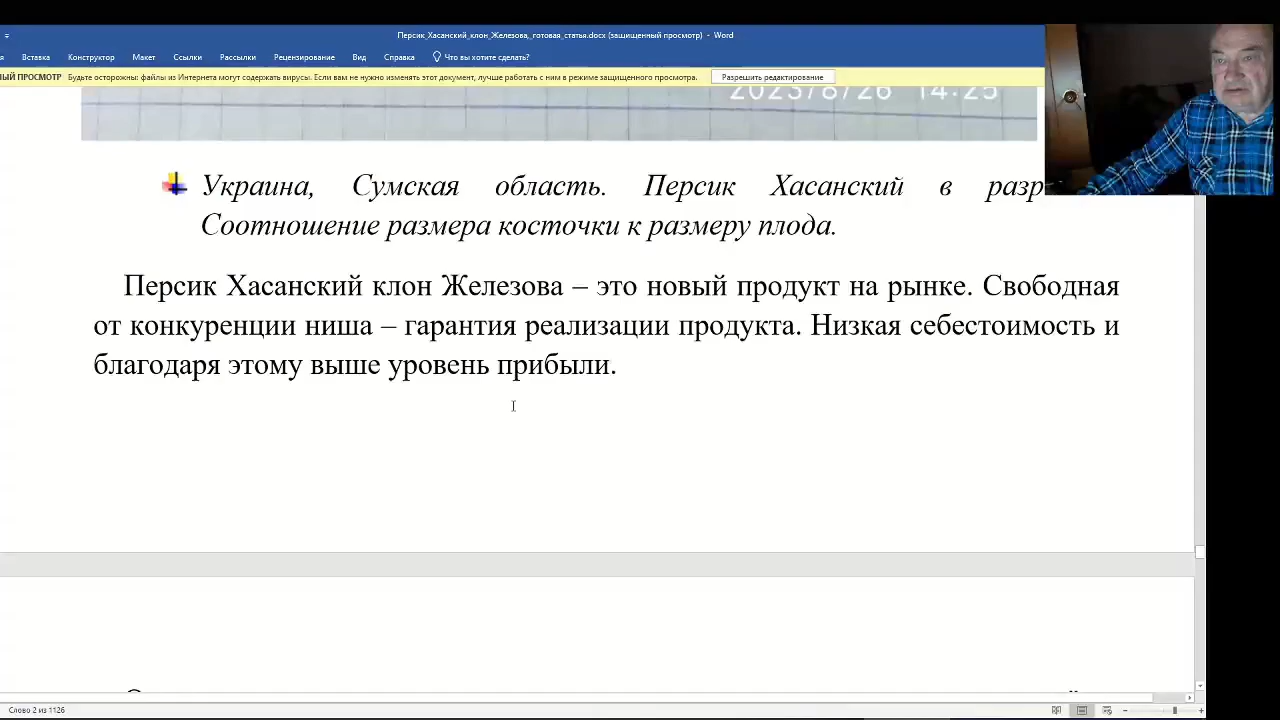 Персик_Хасанский_клон_Железова,_готовая_статья.docx (защищенный просмотр) - Word
Вставка Конструктор Макет Ссылки Рассылки Рецензирование Вид Справка Что вы хотите сделать?
ЫЙ ПРОСМОТР Будьте осторожны: файлы из Интернета могут содержать вирусы. Если вам не нужно изменять этот документ, лучше работать с ним в режиме защищенного просмотра. Разрешить редактирование
2023/8/26 14:25
Украина, Сумская область. Персик Хасанский в разр
Соотношение размера косточки к размеру плода.
Персик Хасанский клон Железова – это новый продукт на рынке. Свободная
от конкуренции ниша – гарантия реализации продукта. Низкая себестоимость и
благодаря этому выше уровень прибыли.
Слово 2 из 1126